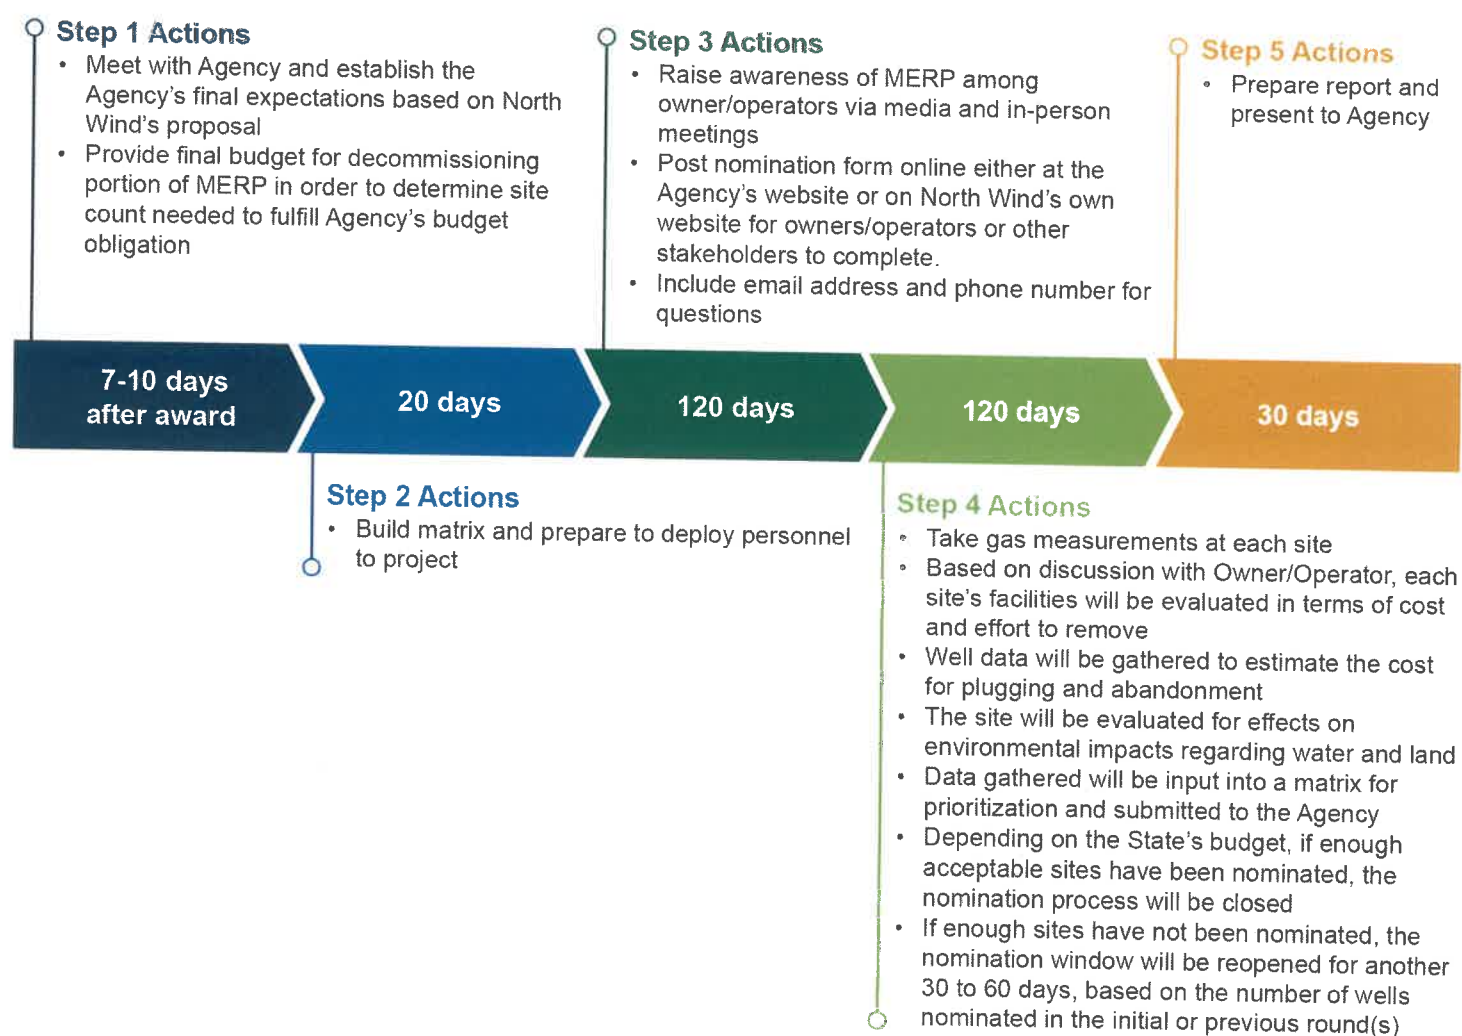 Step 1 Actions
• Meet with Agency and establish the
Agency's final expectations based on North
Wind's proposal
• Provide final budget for decommissioning
portion of MERP in order to determine site
count needed to fulfill Agency's budget
obligation
Step 3 Actions
• Raise awareness of MERP among
owner/operators via media and in-person
meetings
• Post nomination form online either at the
Agency's website or on North Wind's own
website for owners/operators or other
stakeholders to complete.
• Include email address and phone number for
questions
Step 5 Actions
• Prepare report and
present to Agency
7-10 days
after award
20 days
120 days
120 days
30 days
Step 2 Actions
• Build matrix and prepare to deploy personnel
to project
Step 4 Actions
• Take gas measurements at each site
• Based on discussion with Owner/Operator, each
site's facilities will be evaluated in terms of cost
and effort to remove
• Well data will be gathered to estimate the cost
for plugging and abandonment
• The site will be evaluated for effects on
environmental impacts regarding water and land
• Data gathered will be input into a matrix for
prioritization and submitted to the Agency
• Depending on the State's budget, if enough
acceptable sites have been nominated, the
nomination process will be closed
• If enough sites have not been nominated, the
nomination window will be reopened for another
30 to 60 days, based on the number of wells
nominated in the initial or previous round(s)